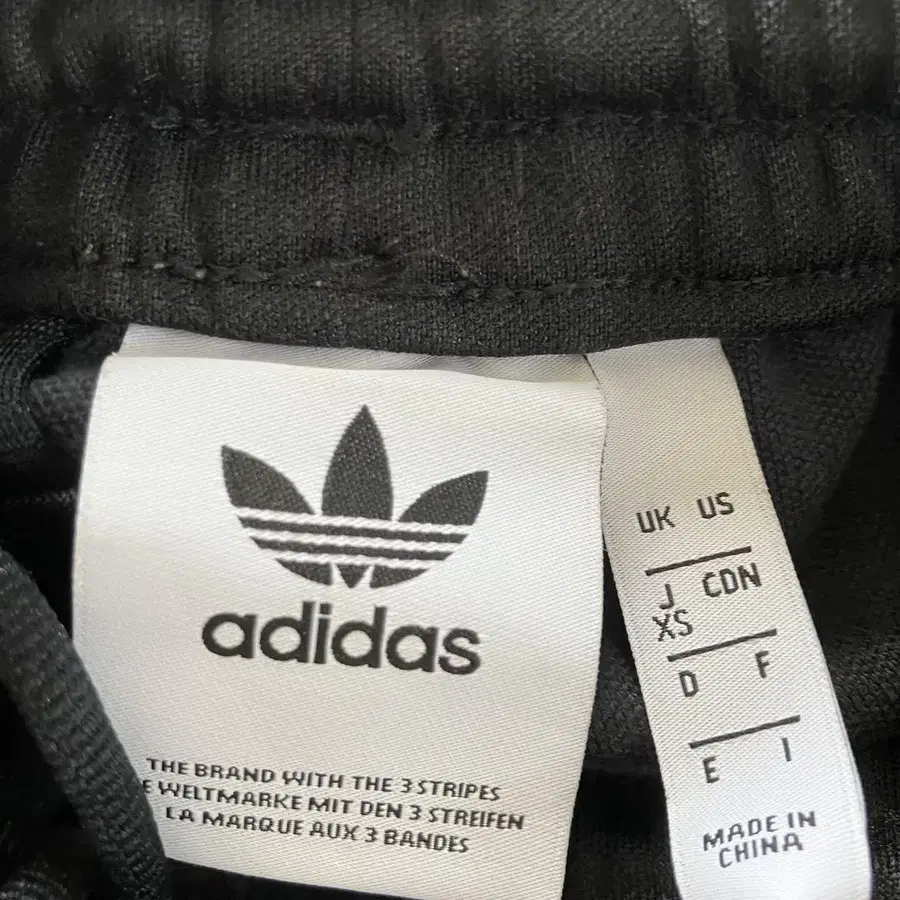 adidas
THE BRAND WITH THE 3 STRIPES
E WELTMARKE MIT DEN 3 STREIFEN
LA MARQUE AUX 3 BANDES
UK US
J CDN
XS
D F
E I
MADE IN
CHINA